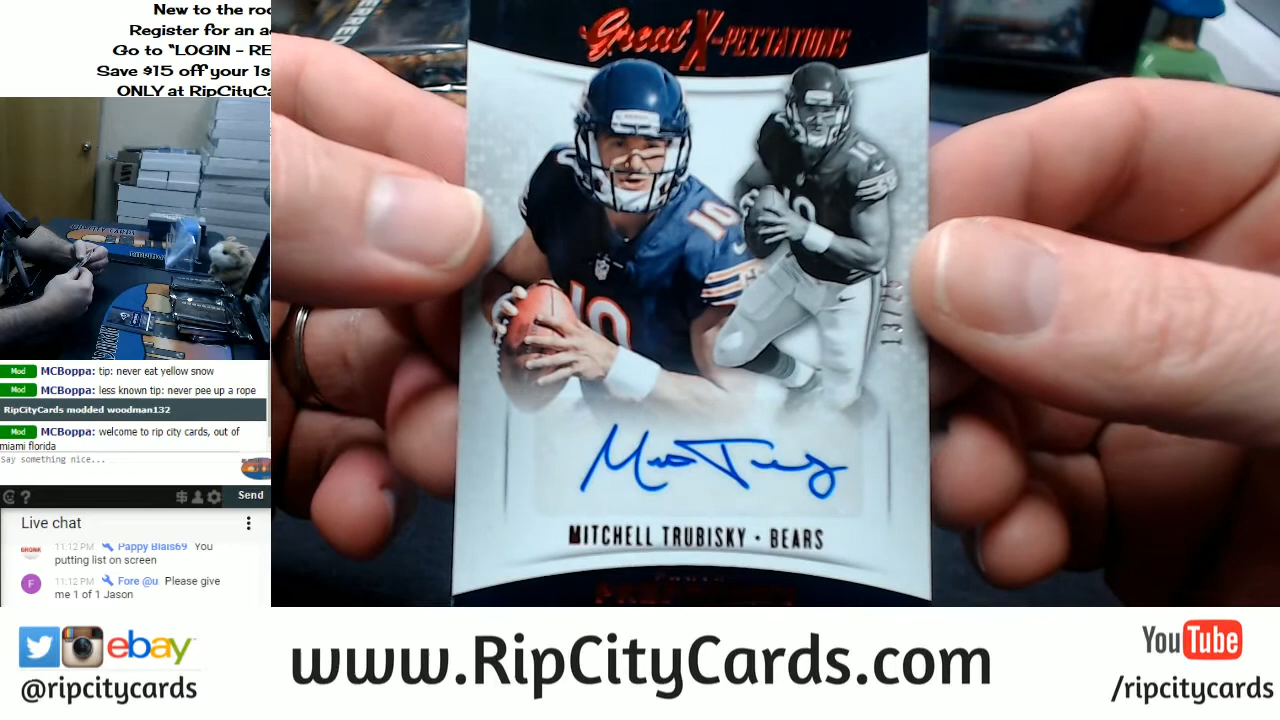 New to the roo
Register for an a
Go to “LOGIN - RE
Save $15 off your 1s
ONLY at RipCityCa
Mod MCBoppa: tip: never eat yellow snow
Mod MCBoppa: less known tip: never pee up a rope
RipCityCards modded woodman132
Mod MCBoppa: welcome to rip city cards, out of
miami florida
Say something nice...
Send
Live chat
11:12 PM Pappy Blais69 You
putting list on screen
F 11:12 PM Fore @u Please give
me 1 of 1 Jason
Great X-PECTATIONS
10
10
MITCHELL TRUBISKY • BEARS
ebay
@ripcitycards
www.RipCityCards.com
YouTube
/ripcitycards